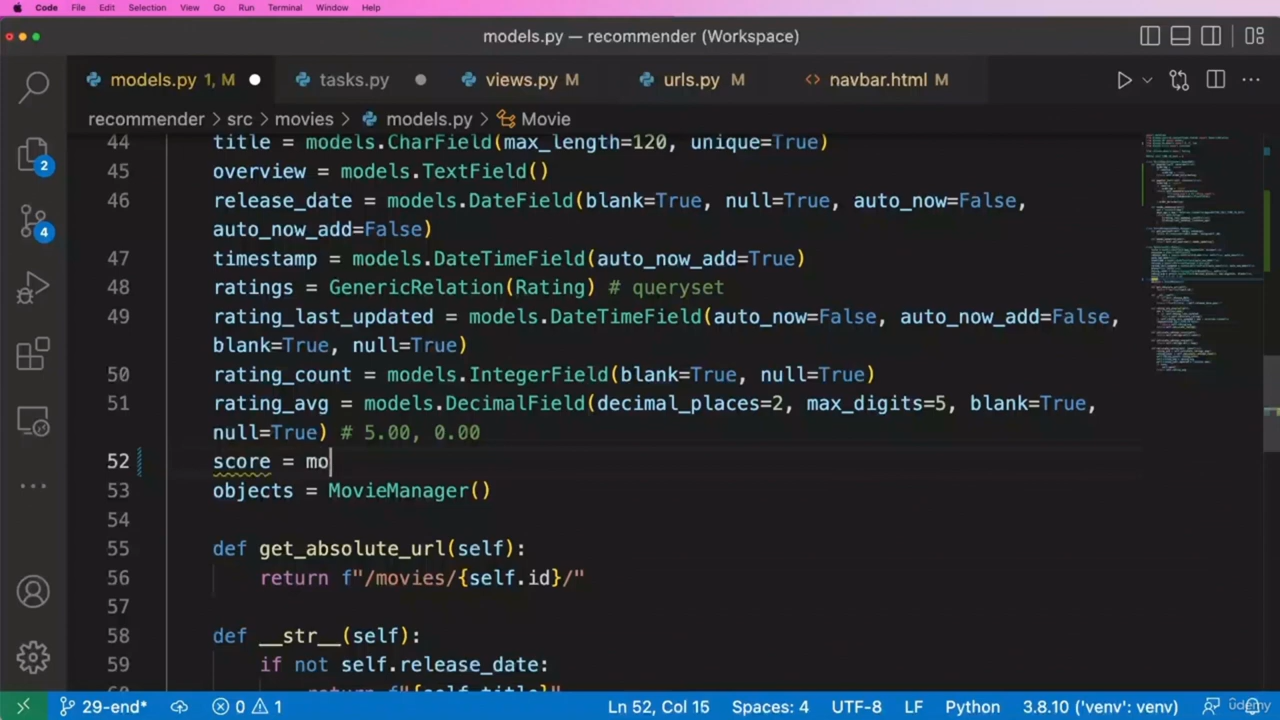 Code File Edit Selection View Go Run Terminal Window Help
models.py — recommender (Workspace)
models.py 1, M tasks.py views.py M urls.py M navbar.html M
recommender > src > movies > models.py > Movie
44 title = models.CharField(max_length=120, unique=True)
45 overview = models.TextField()
46 release_date = models.DateField(blank=True, null=True, auto_now=False,
auto_now_add=False)
47 timestamp = models.DateTimeField(auto_now_add=True)
48 ratings = GenericRelation(Rating) # queryset
49 rating_last_updated = models.DateTimeField(auto_now=False, auto_now_add=False,
blank=True, null=True)
50 rating_count = models.IntegerField(blank=True, null=True)
51 rating_avg = models.DecimalField(decimal_places=2, max_digits=5, blank=True,
null=True) # 5.00, 0.00
52 score = mo
53 objects = MovieManager()
54
55 def get_absolute_url(self):
56 return f"/movies/{self.id}/"
57
58 def __str__(self):
59 if not self.release_date:
60 return f"{self.title}"
2
4
29-end* 0 1 Ln 52, Col 15 Spaces: 4 UTF-8 LF Python 3.8.10 ('venv': venv)
udemy